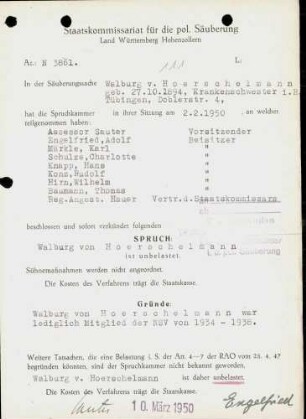 Staatskommissariat für die pol. Säuberung
Land Württemberg Hohenzollern
Az: N 3861.
In der Säuberungssache Walburg v. H o e r s c h e l m a n n
geb. 27.10.1894, Krankenschwester i.R.
Tübingen, Doblerstr. 4,
hat die Spruchkammer in ihrer Sitzung am 2.2.1950 an welcher
teilgenommen haben:
Assessor Sauter Vorsitzender
Engelfried, Adolf Beisitzer
Märkle, Karl "
Schulze, Charlotte "
Knapp, Hans "
Kons, Rudolf "
Hirn, Wilhelm "
Baumann, Thomas "
Reg.Angest. Hauer Vertr.d. Staatskommissars
beschlossen und sofort verkündet folgenden
SPRUCH:
Walburg von H o e r s c h e l m a n n
ist unbelastet.
Sühnemaßnahmen werden nicht angeordnet.
Die Kosten des Verfahrens trägt die Staatskasse.
Gründe:
Walburg von H o e r s c h e l m a n n war
lediglich Mitglied der NSV von 1934 - 1938.
Weitere Tatsachen, die eine Belastung i. S. der Art. 4-7 der RAO vom 25. 4. 47
begründen könnten, sind der Spruchkammer nicht bekannt geworden.
Walburg v. Hoerschelmann ist daher unbelastet.
Die Kosten des Verfahrens trägt die Staatskasse.
10. März 1950
Engelfried